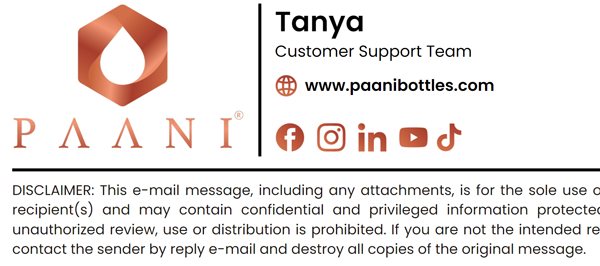 PAANI®
Tanya
Customer Support Team
www.paanibottles.com
DISCLAIMER: This e-mail message, including any attachments, is for the sole use
recipient(s) and may contain confidential and privileged information
unauthorized review, use or distribution is prohibited. If you are not the intended
contact the sender by reply e-mail and destroy all copies of the original message.